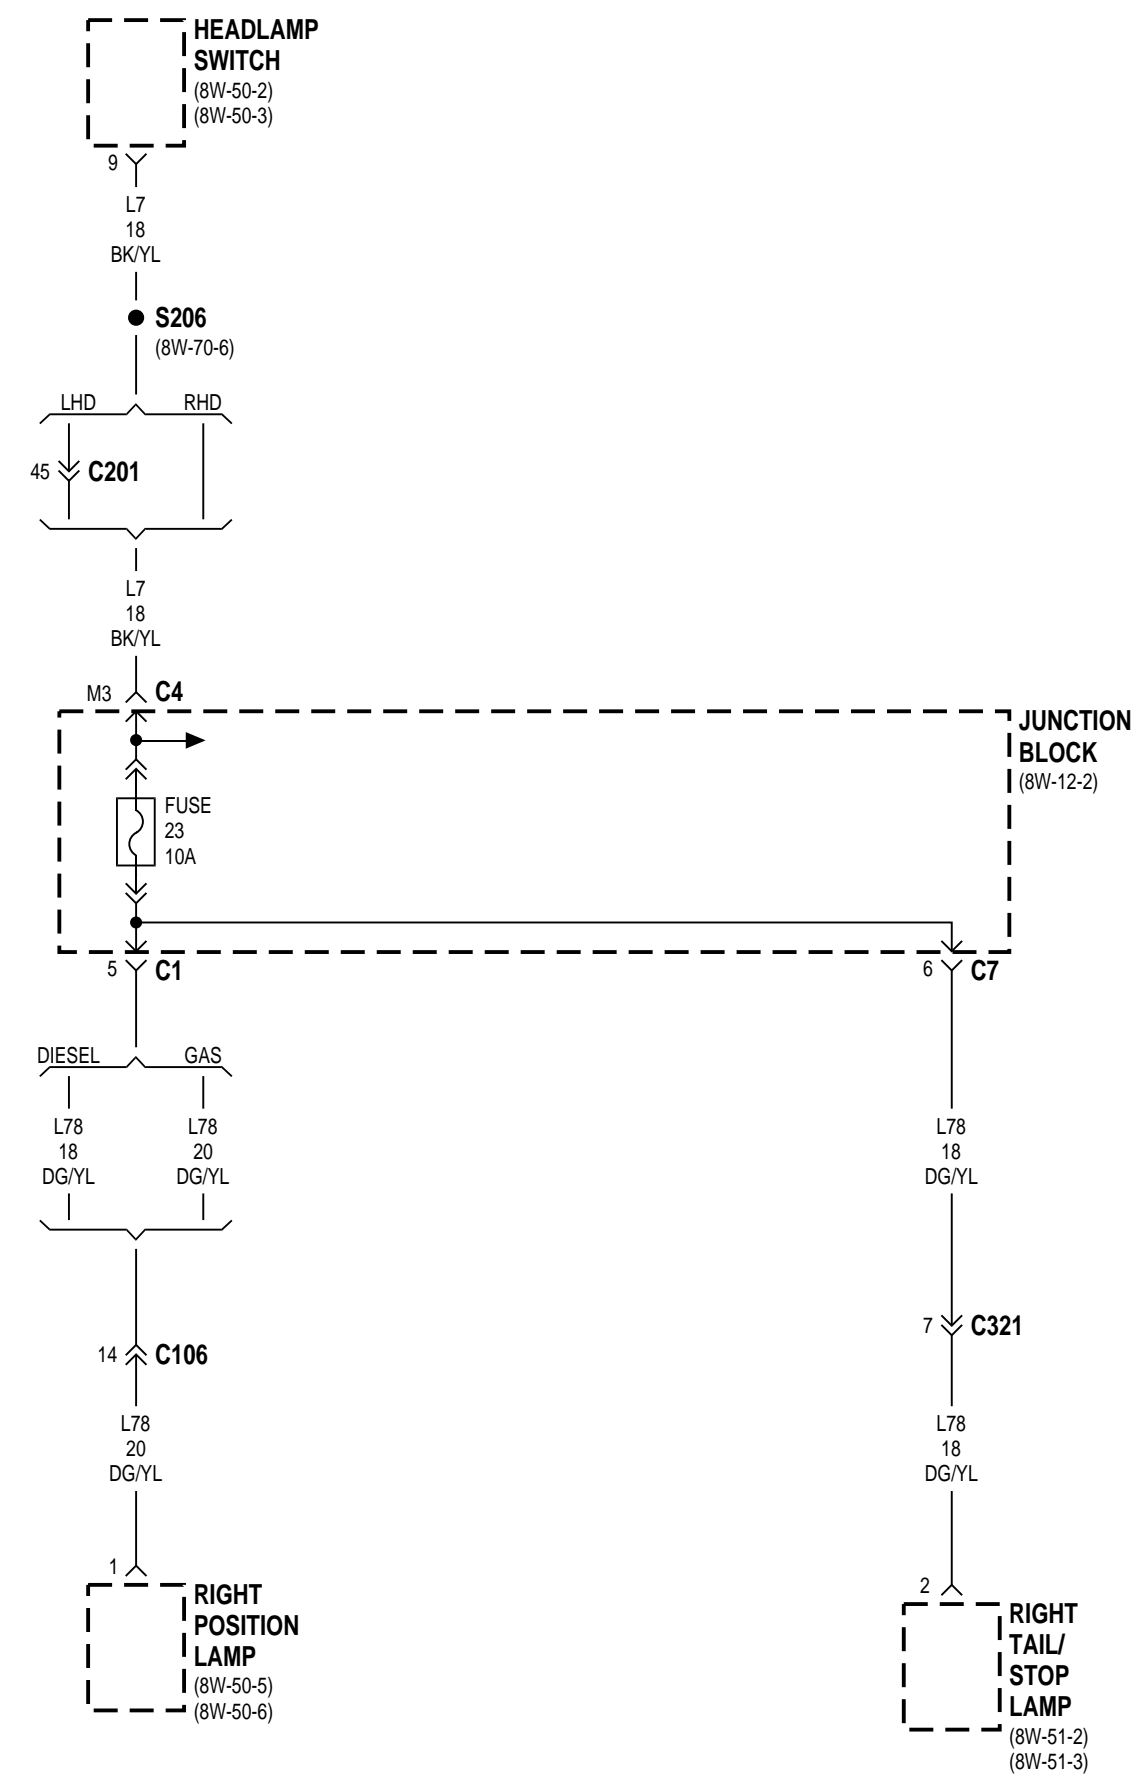 HEADLAMP
SWITCH
(8W-50-2)
(8W-50-3)
9
L7
18
BK/YL
S206
(8W-70-6)
LHD RHD
45 C201
L7
18
BK/YL
M3 C4
JUNCTION
BLOCK
(8W-12-2)
FUSE
23
10A
5 C1
6 C7
DIESEL GAS
L78 L78 L78
18 20 18
DG/YL DG/YL DG/YL
7 C321
14 C106
L78 L78
20 18
DG/YL DG/YL
1
RIGHT
POSITION
LAMP
(8W-50-5)
(8W-50-6)
2
RIGHT
TAIL/
STOP
LAMP
(8W-51-2)
(8W-51-3)